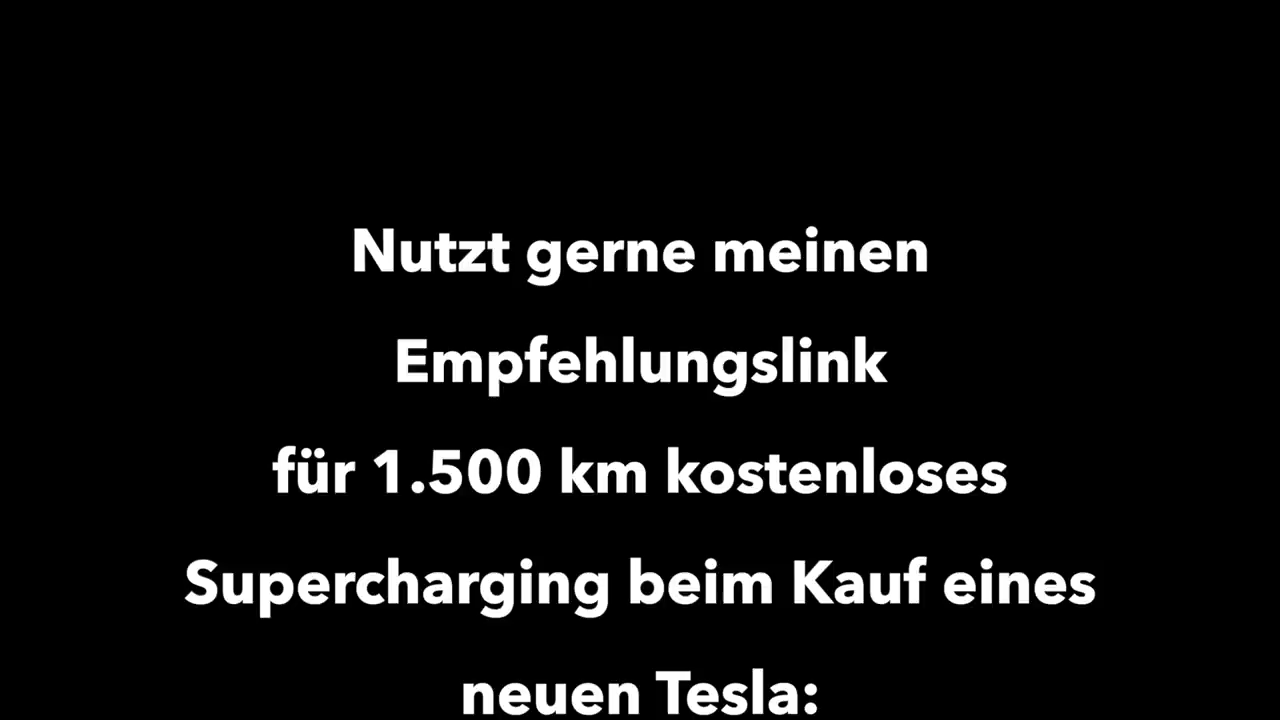 Nutzt gerne meinen
Empfehlungslink
für 1.500 km kostenloses
Supercharging beim Kauf eines
neuen Tesla: